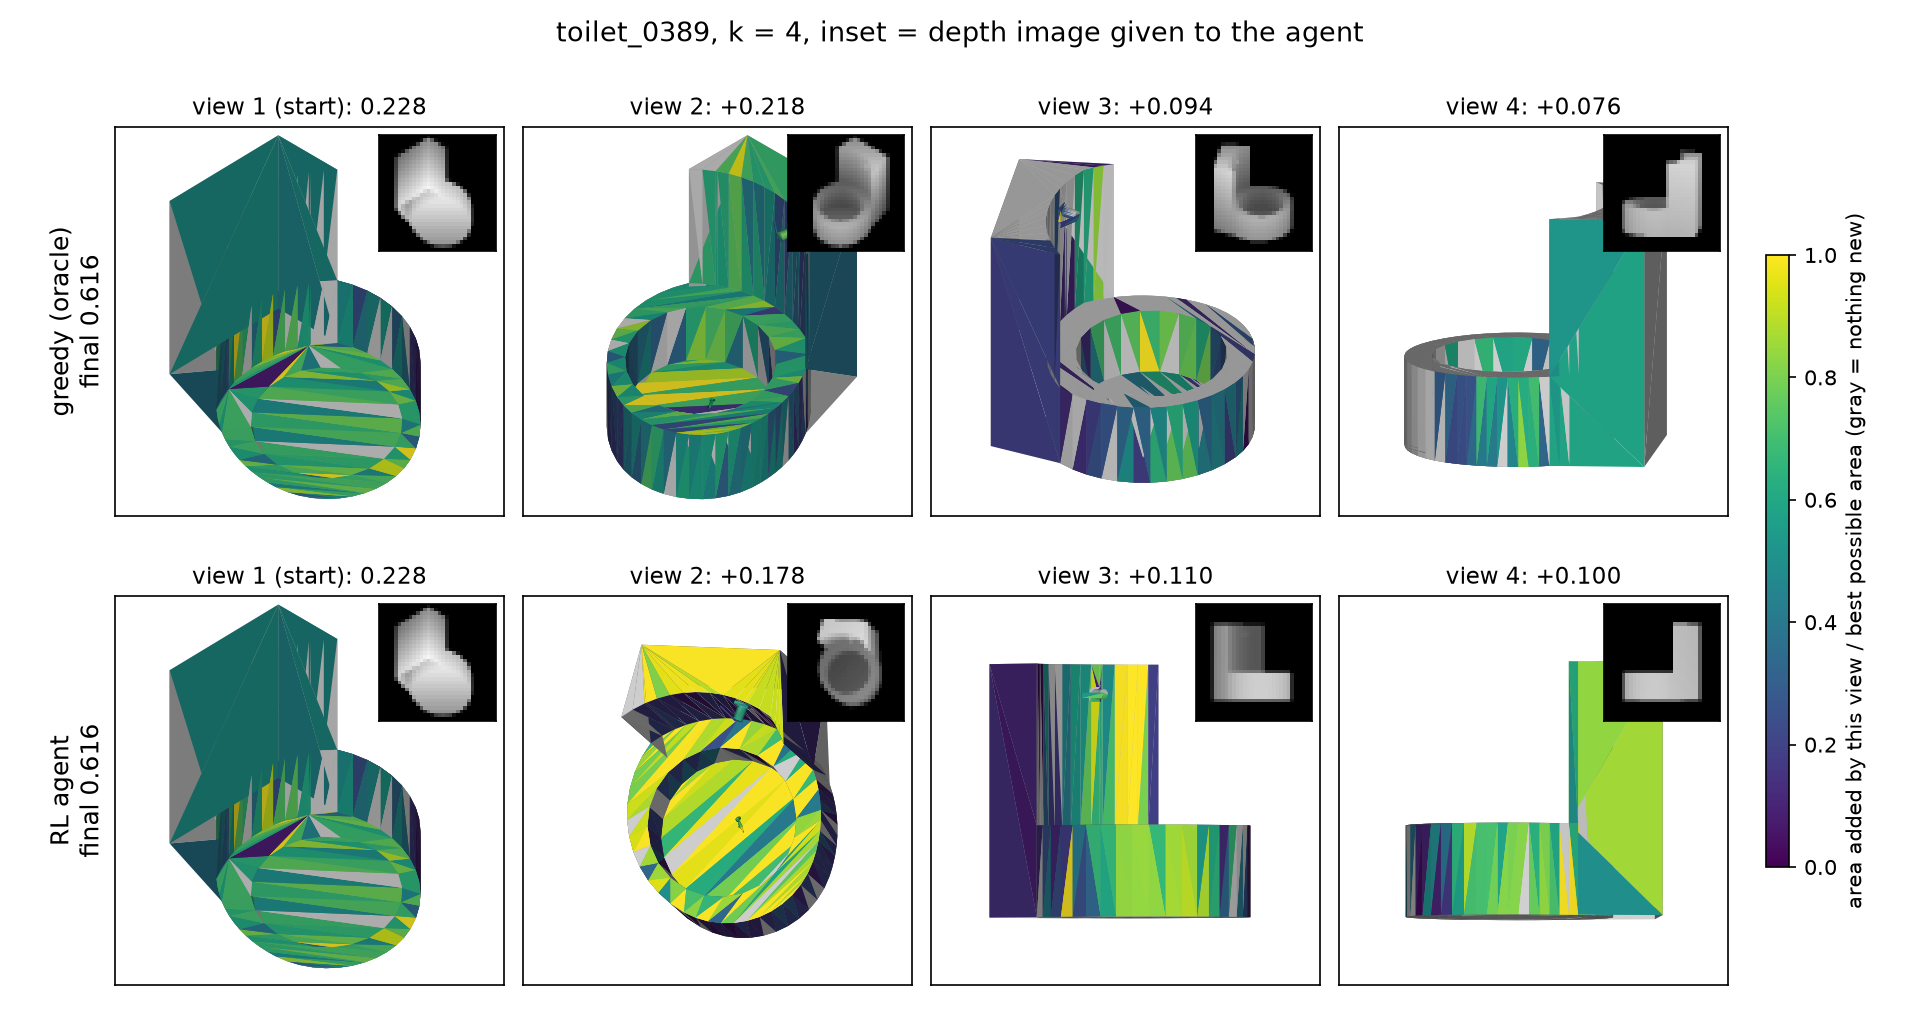 toilet_0389, k = 4, inset = depth image given to the agent
view 1 (start): 0.228
view 2: +0.218
view 3: +0.094
view 4: +0.076
greedy (oracle)
final 0.616
view 1 (start): 0.228
view 2: +0.178
view 3: +0.110
view 4: +0.100
RL agent
final 0.616
1.0
0.8
0.6
0.4
0.2
0.0
area added by this view / best possible area (gray = nothing new)